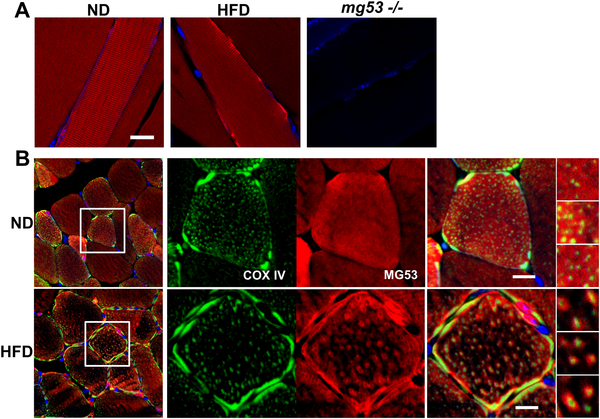 A
ND
HFD
mg53 -/-
B
ND
COX IV
MG53
HFD